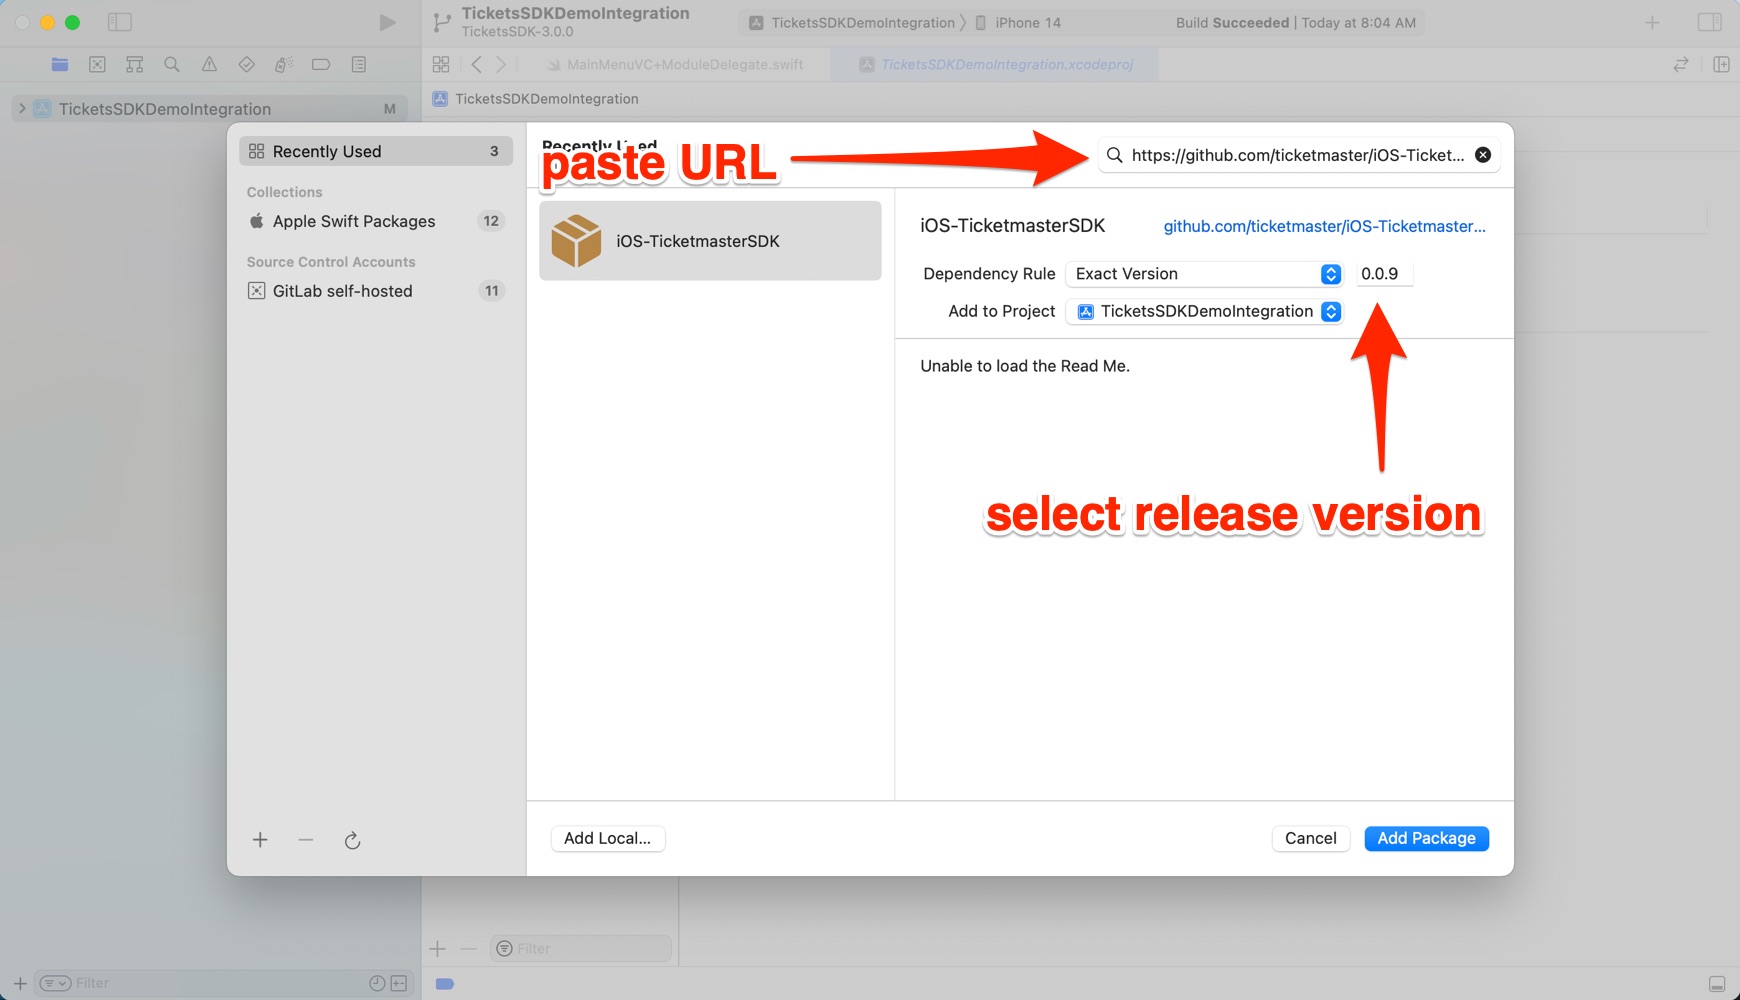 TicketsSDKDemoIntegration
TicketsSDK-3.0.0
TicketsSDKDemoIntegration
iPhone 14
Build Succeeded | Today at 8:04 AM
MainMenuVC+ModuleDelegate.swift
TicketsSDKDemoIntegration.xcodeproj
TicketsSDKDemoIntegration M
TicketsSDKDemoIntegration
Recently Used 3
Collections
Apple Swift Packages 12
Source Control Accounts
GitLab self-hosted 11
Recently Used
paste URL
https://github.com/ticketmaster/iOS-Ticket...
iOS-TicketmasterSDK
iOS-TicketmasterSDK
github.com/ticketmaster/iOS-Ticketmaster...
Dependency Rule Exact Version 0.0.9
Add to Project TicketsSDKDemoIntegration
Unable to load the Read Me.
select release version
Add Local...
Cancel
Add Package
Filter
Filter